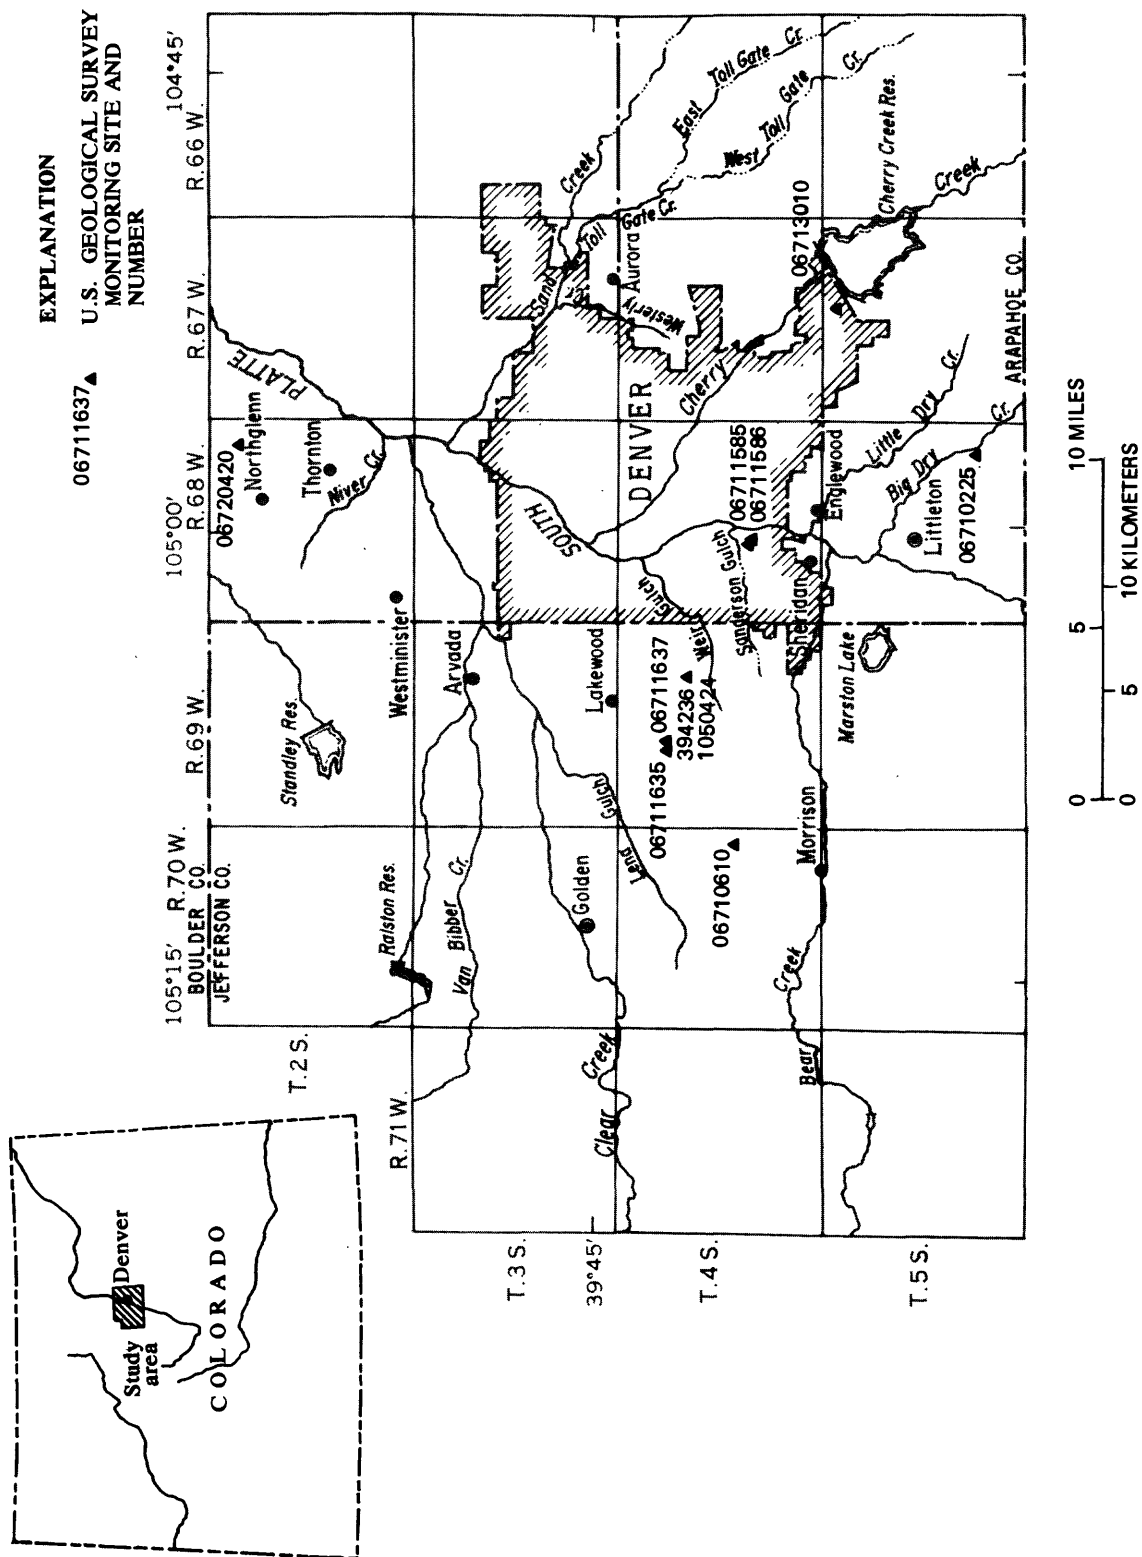 EXPLANATION
06711637
U.S. GEOLOGICAL SURVEY
MONITORING SITE AND
NUMBER
Study
area
Denver
COLORADO
105°15'
R.70 W.
R.69 W.
105°00'
R.68 W.
R.67 W.
R.66 W.
104°45'
BOULDER CO.
JEFFERSON CO.
T.2 S.
R.71 W.
T.3 S.
39°45'
T.4 S.
T.5 S.
Standley Res.
06720420
Northglenn
Thornton
Niver Cr.
PLATTE
Ralston Res.
Westminister
Arvada
Van Bibber Cr.
Sand
Creek
Toll
Gate Cr.
East Toll Gate Cr.
West Toll Gate Cr.
Golden
Lakewood
Lena Gulch
SOUTH
DENVER
Aurora
Westerly
Cr.
Cherry
Clear Creek
06711635
06711637
394236
1050424
Weir Gulch
Sanderson Gulch
06711585
06711586
06710610
06713010
Cherry Creek Res.
Creek
Morrison
Bear Creek
Sheridan
Englewood
Marston Lake
Littleton
Little Dry Cr.
Big Dry Cr.
06710225
ARAPAHOE CO.
0 5 10 MILES
0 5 10 KILOMETERS